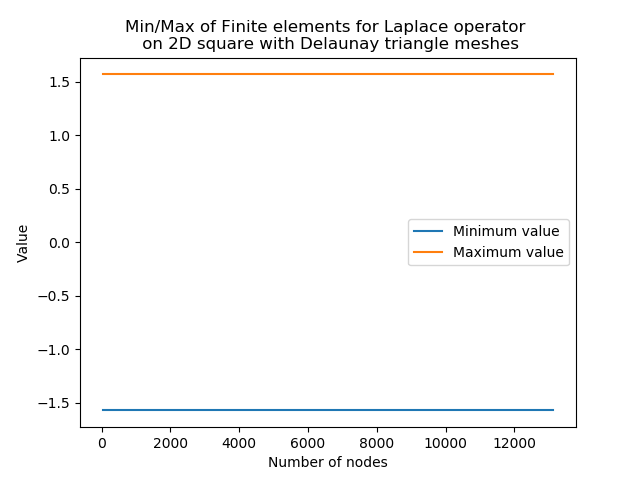 Min/Max of Finite elements for Laplace operator
on 2D square with Delaunay triangle meshes
Value
1.5
1.0
0.5
0.0
−0.5
−1.0
−1.5
Minimum value
Maximum value
0 2000 4000 6000 8000 10000 12000
Number of nodes